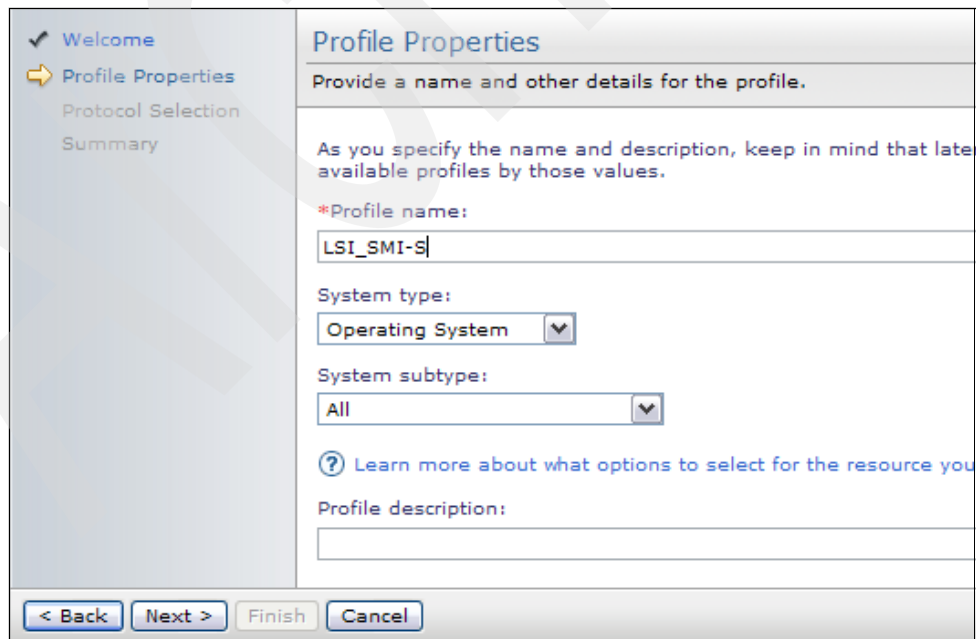 Welcome
Profile Properties
Protocol Selection
Summary
Profile Properties
Provide a name and other details for the profile.
As you specify the name and description, keep in mind that later
available profiles by those values.
*Profile name:
LSI_SMI-S
System type:
Operating System
System subtype:
All
? Learn more about what options to select for the resource you
Profile description:
< Back Next > Finish Cancel